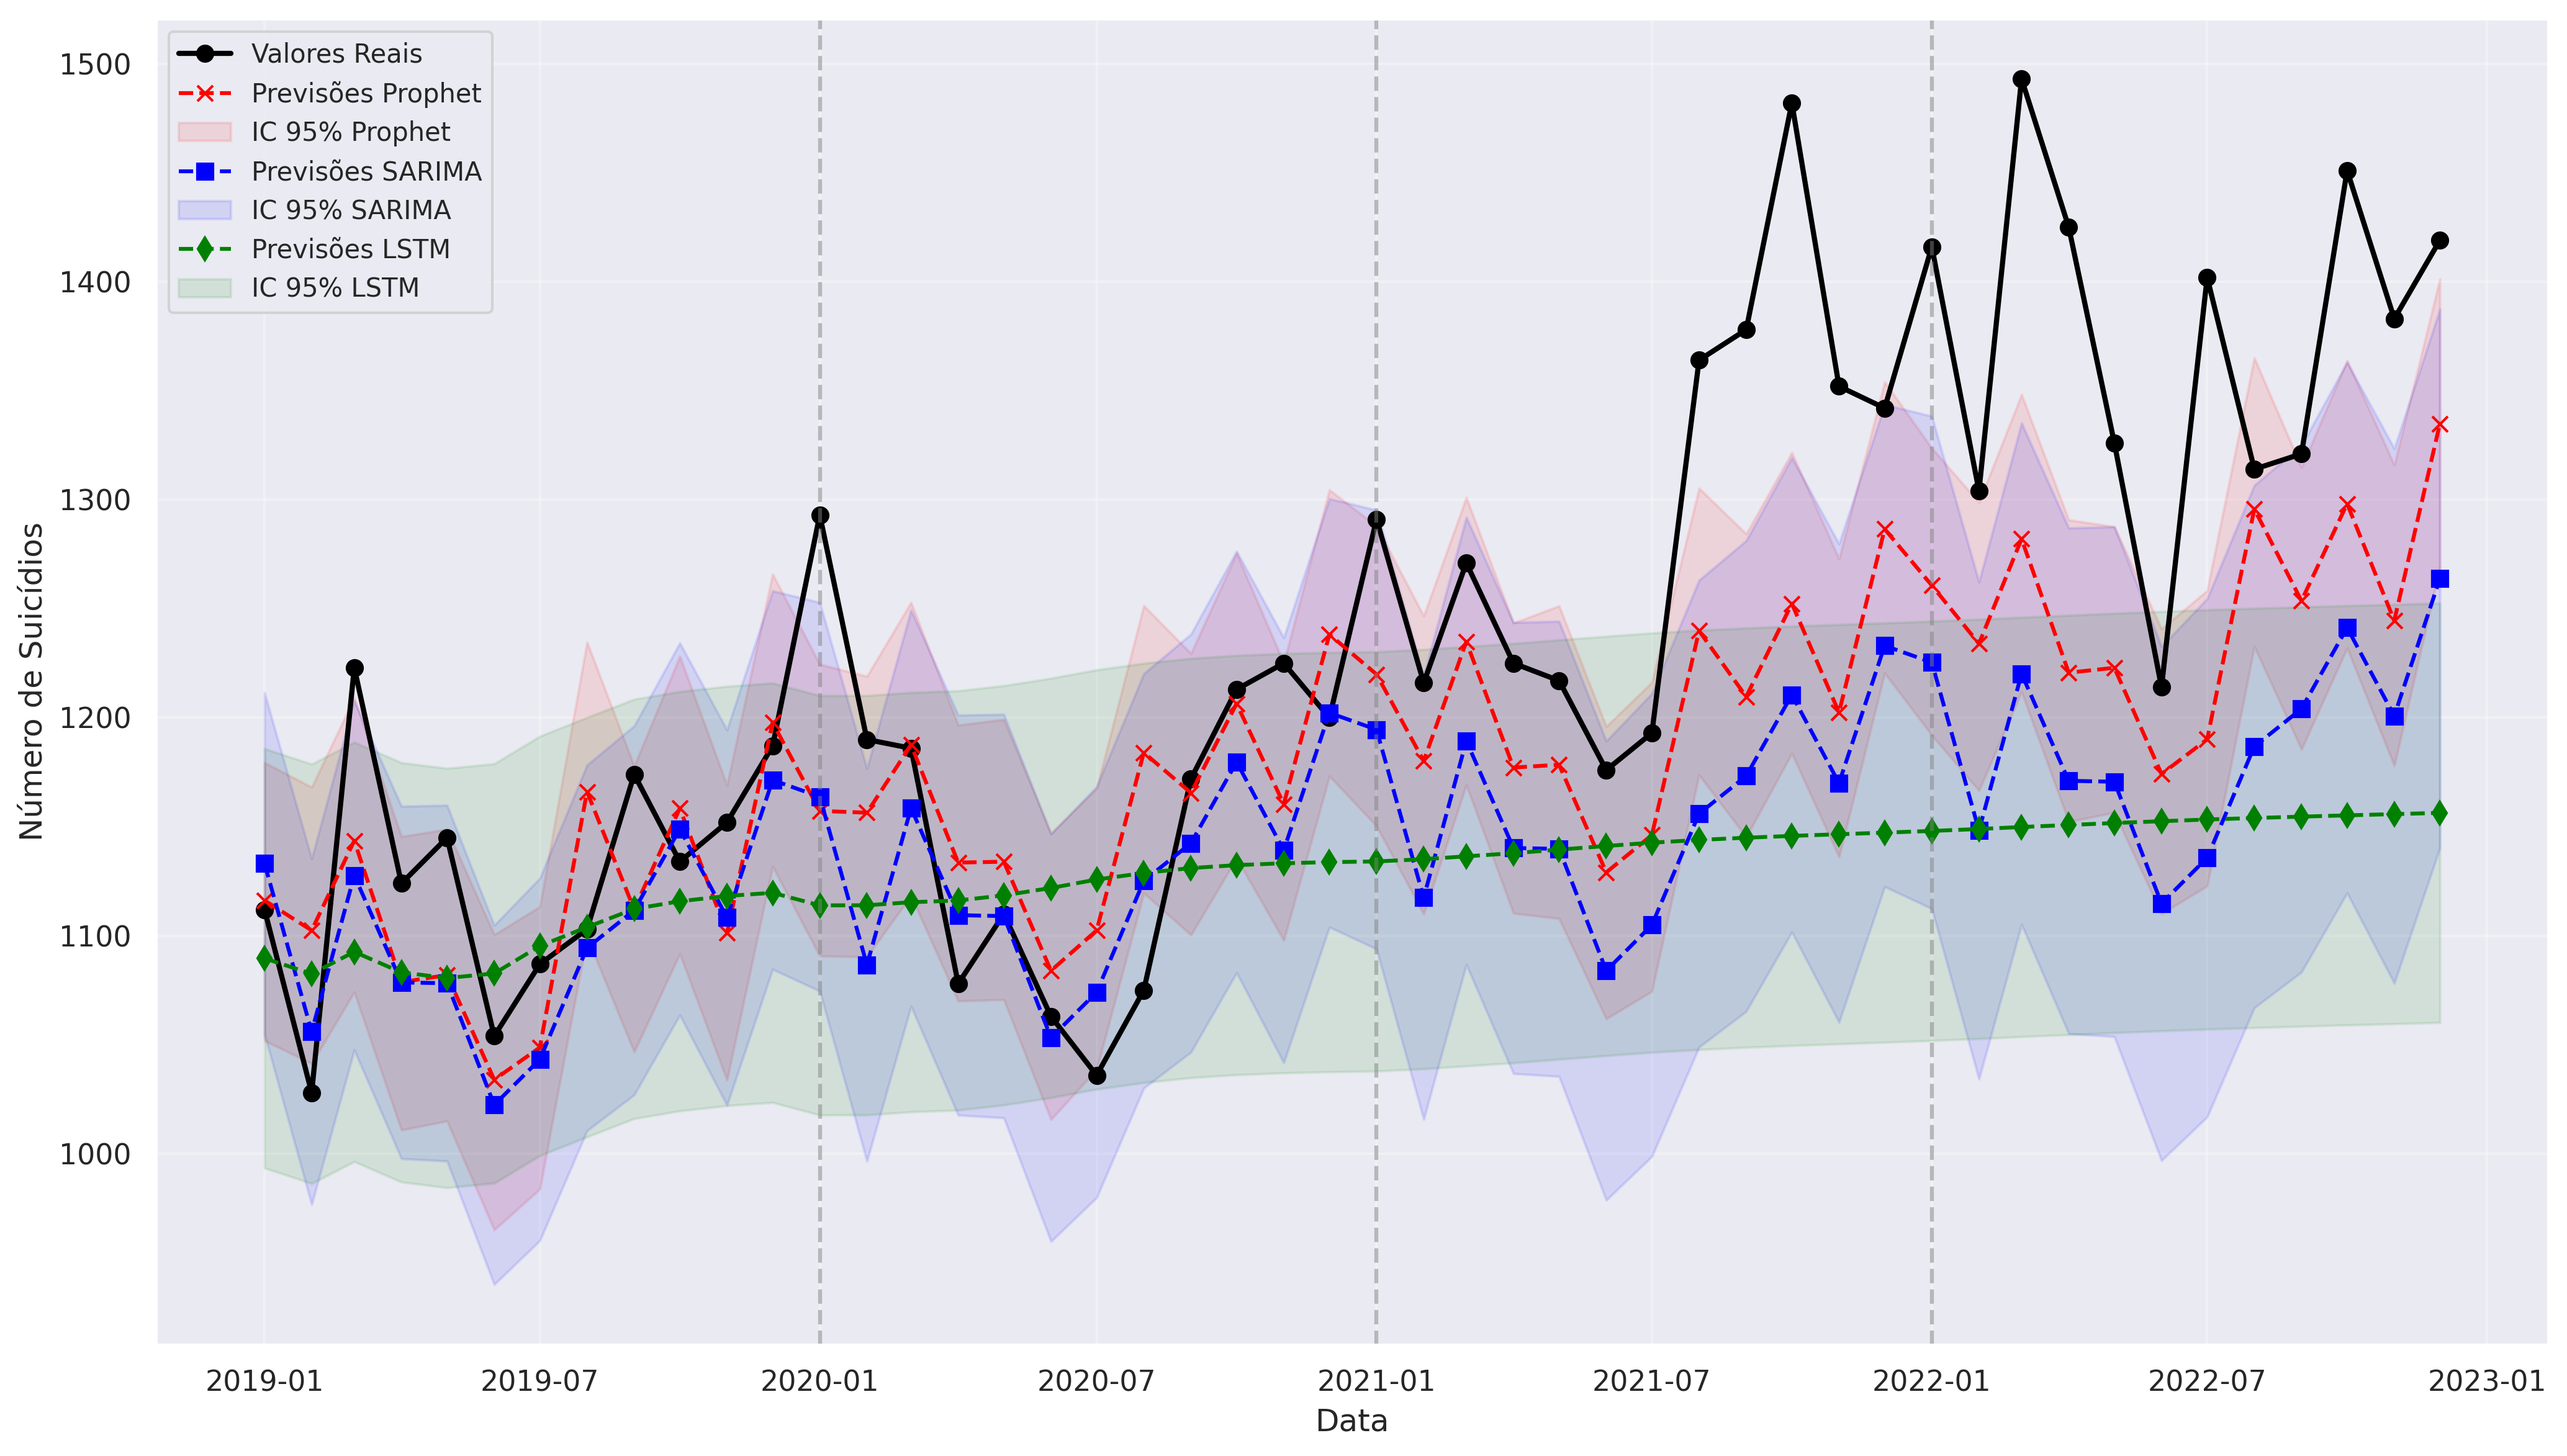 Valores Reais
Previsões Prophet
IC 95% Prophet
Previsões SARIMA
IC 95% SARIMA
Previsões LSTM
IC 95% LSTM
1500
1400
1300
1200
1100
1000
Número de Suicídios
2019-01
2019-07
2020-01
2020-07
2021-01
2021-07
2022-01
2022-07
2023-01
Data